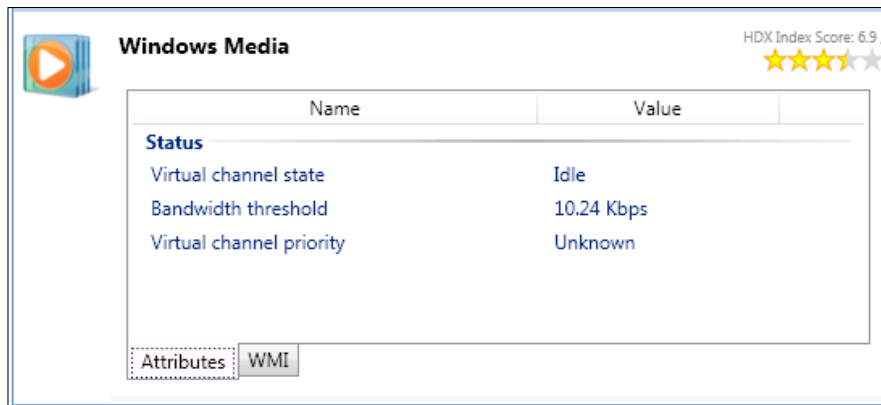 Windows Media
HDX Index Score: 6.9
Name Value
Status
Virtual channel state Idle
Bandwidth threshold 10.24 Kbps
Virtual channel priority Unknown
Attributes WMI